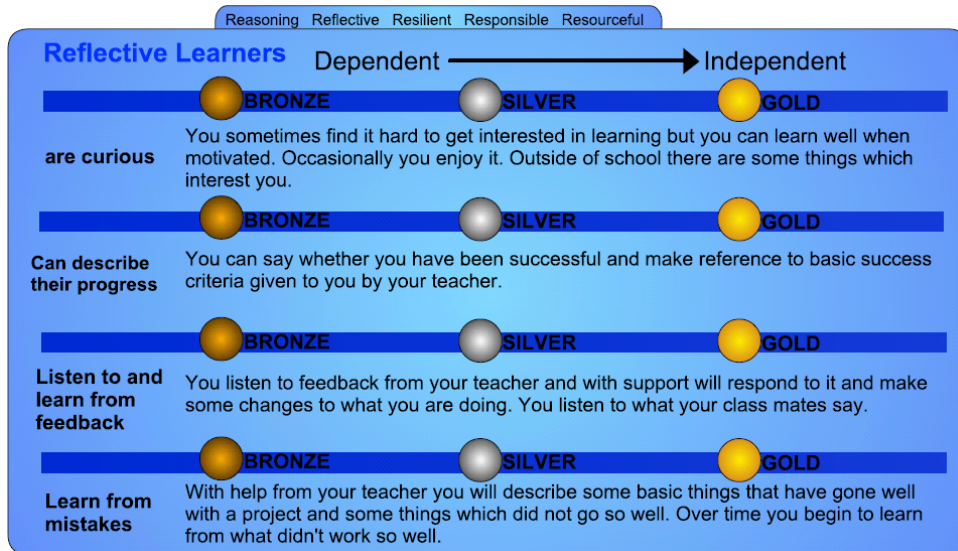 Reasoning Reflective Resilient Responsible Resourceful
Reflective Learners
Dependent Independent
BRONZE SILVER GOLD
are curious
You sometimes find it hard to get interested in learning but you can learn well when
motivated. Occasionally you enjoy it. Outside of school there are some things which
interest you.
BRONZE SILVER GOLD
Can describe
their progress
You can say whether you have been successful and make reference to basic success
criteria given to you by your teacher.
BRONZE SILVER GOLD
Listen to and
learn from
feedback
You listen to feedback from your teacher and with support will respond to it and make
some changes to what you are doing. You listen to what your class mates say.
BRONZE SILVER GOLD
Learn from
mistakes
With help from your teacher you will describe some basic things that have gone well
with a project and some things which did not go so well. Over time you begin to learn
from what didn't work so well.